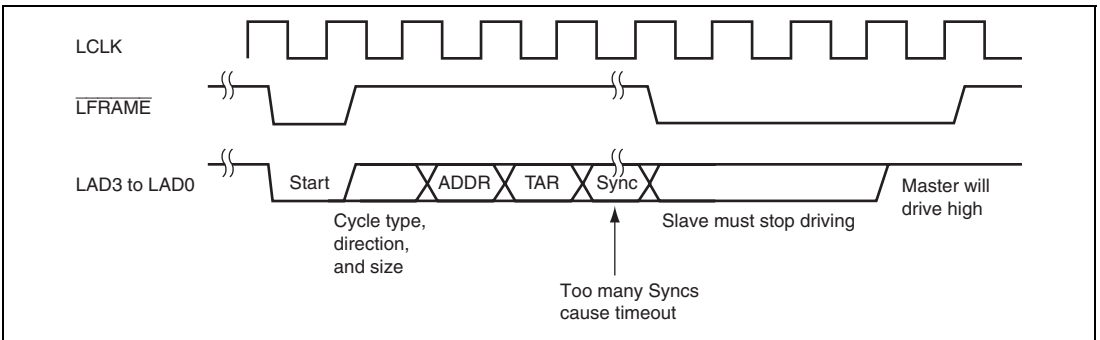 LCLK
LFRAME
LAD3 to LAD0
Start
ADDR
TAR
Sync
Cycle type,
direction,
and size
Slave must stop driving
Master will
drive high
Too many Syncs
cause timeout